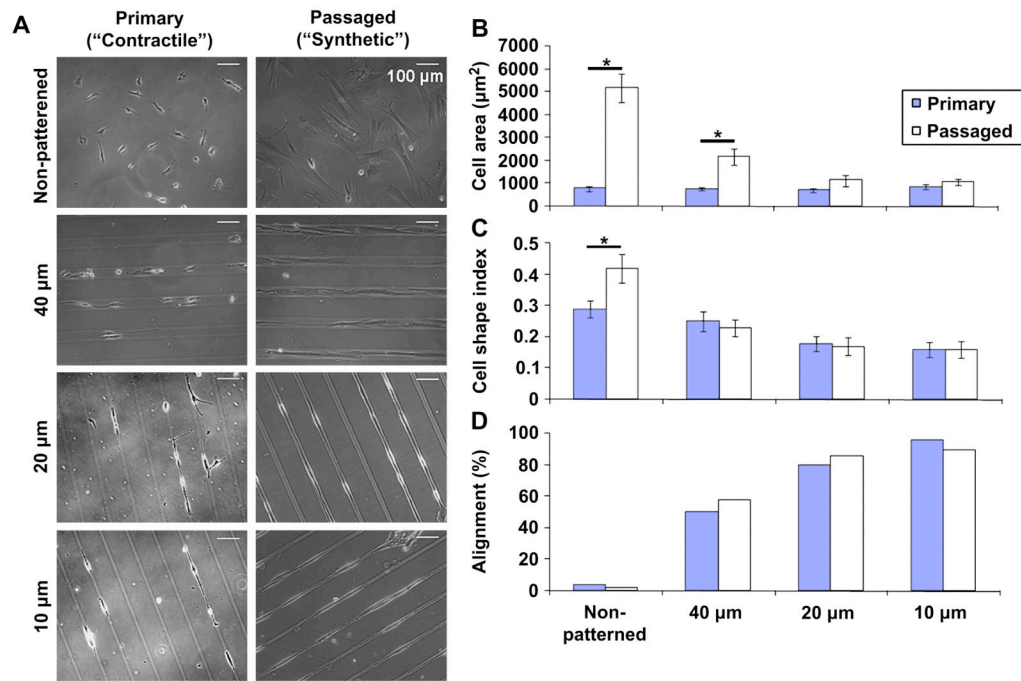 A
Primary
("Contractile")
Passaged
("Synthetic")
Non-patterened
100 μm
40 μm
20 μm
10 μm
B
Cell area (μm²)
7000
6000
5000
4000
3000
2000
1000
0
*
*
Primary
Passaged
C
Cell shape index
0.5
0.4
0.3
0.2
0.1
0
*
D
Alignment (%)
100
80
60
40
20
0
Non-
patterned
40 μm
20 μm
10 μm